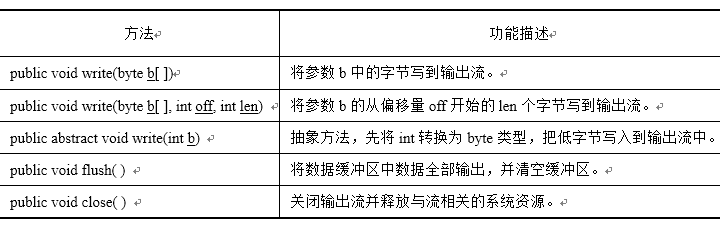 方法 功能描述
public void write(byte b[ ]) 将参数 b 中的字节写到输出流。
public void write(byte b[ ], int off, int len) 将参数 b 的从偏移量 off 开始的 len 个字节写到输出流。
public abstract void write(int b) 抽象方法，先将 int 转换为 byte 类型，把低字节写入到输出流中。
public void flush( ) 将数据缓冲区中数据全部输出，并清空缓冲区。
public void close( ) 关闭输出流并释放与流相关的系统资源。